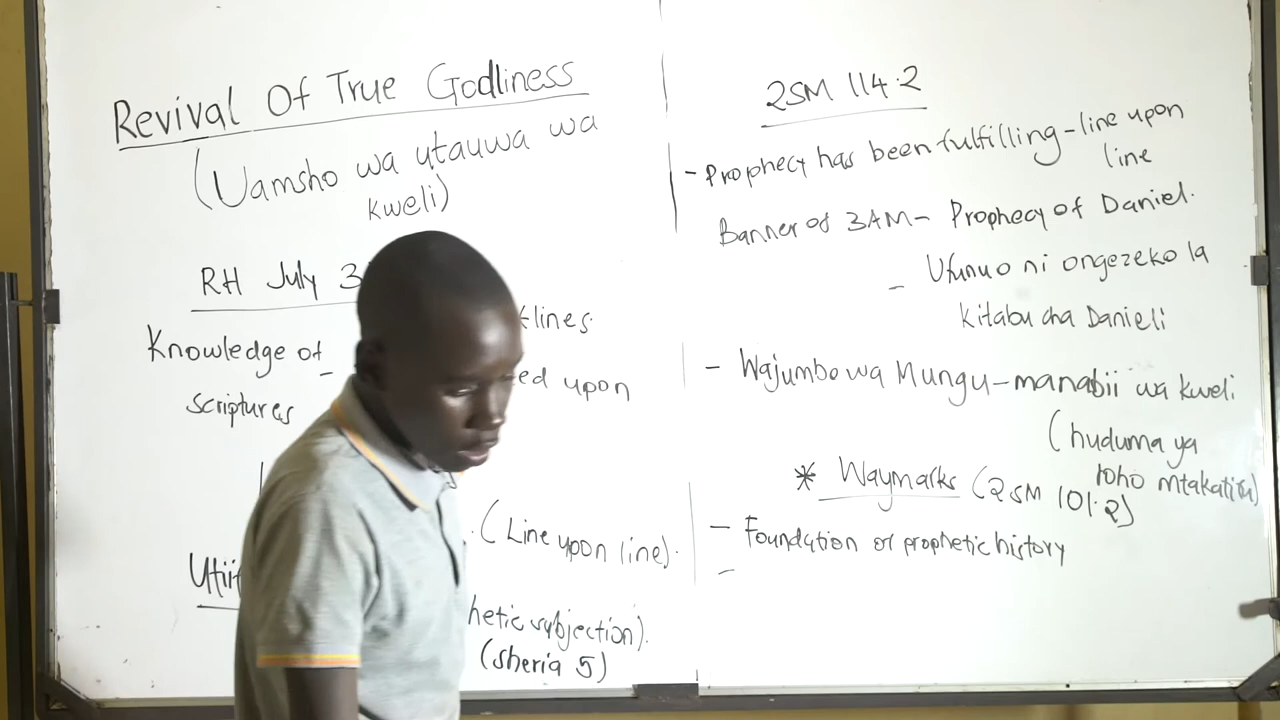 Revival Of True Godliness
(Uamsho wa utauwa wa
kweli)
RH July 3
tlines
Knowledge of
ed upon
scriptures
(Line upon line).
Utiit
hetic subjection).
(sheria 5)
2SM 114.2
- Prophecy has been fulfilling - line upon
line
Banner of 3AM - Prophecy of Daniel.
- Ufunuo ni ongezeko la
kitabu cha Danieli
- Wajumbe wa Mungu - manabii wa kweli
(huduma ya
roho mtakatifu)
* Waymarks (2SM 101.2)
- Foundation of prophetic history
-